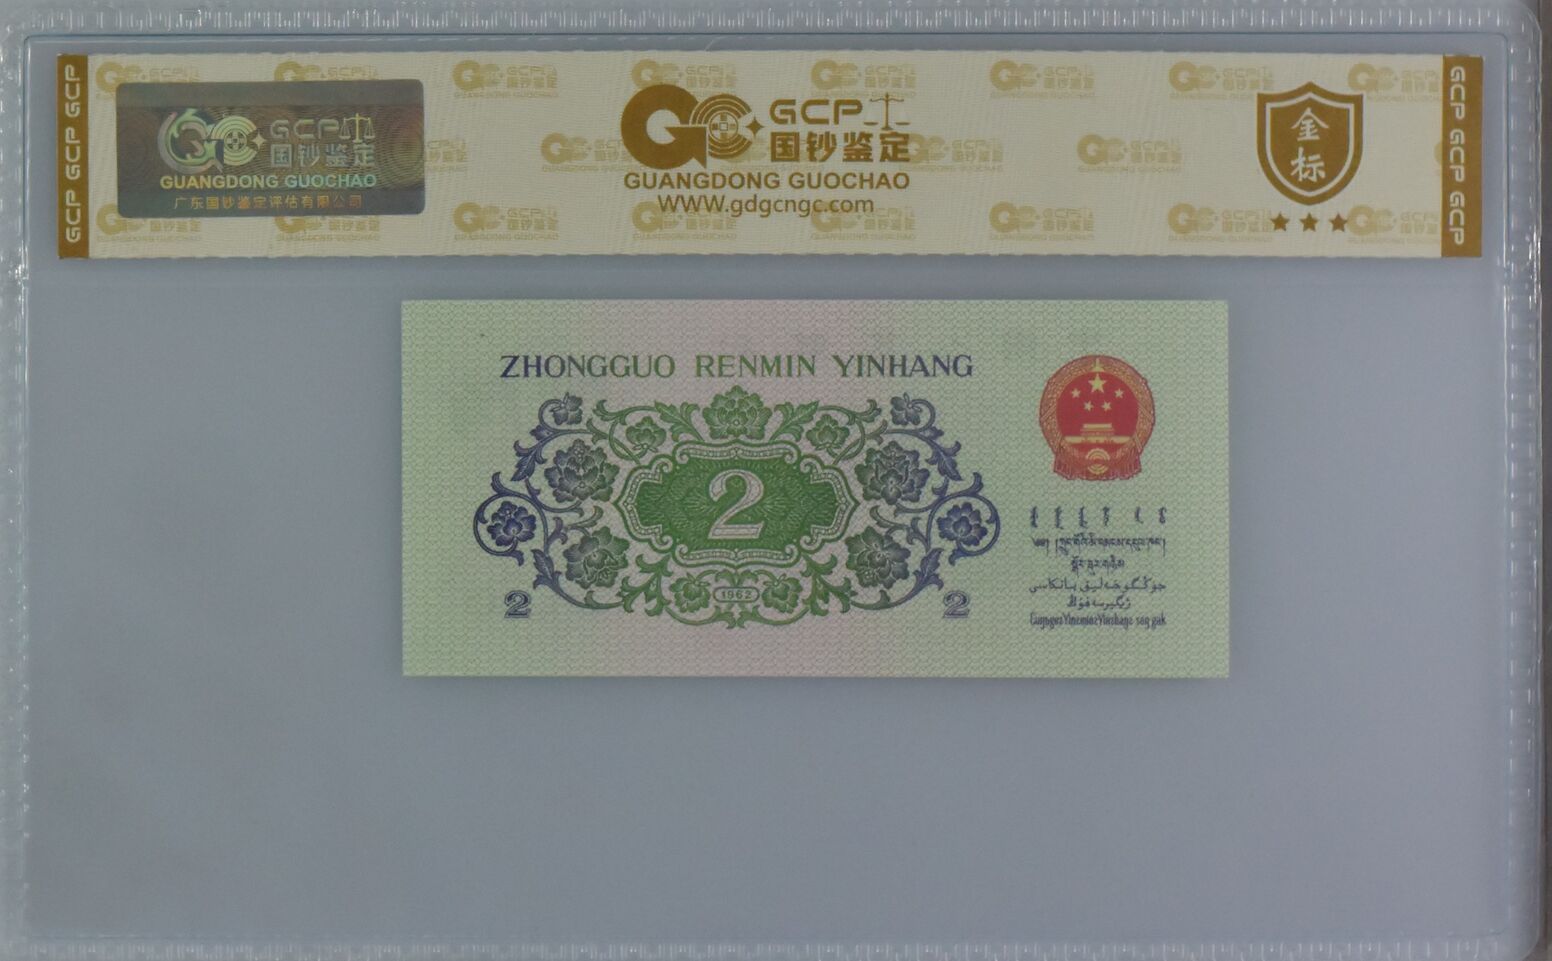 GCP GCP GCP
GCP
国钞鉴定
GUANGDONG GUOCHAO
广东国钞鉴定评估有限公司
GCP
国钞鉴定
GUANGDONG GUOCHAO
WWW.gdgcngc.com
金标
GCP GCP GCP
ZHONGGUO RENMIN YINHANG
2
1962
2 2
جۇڭگوخەلىق بانكاسى